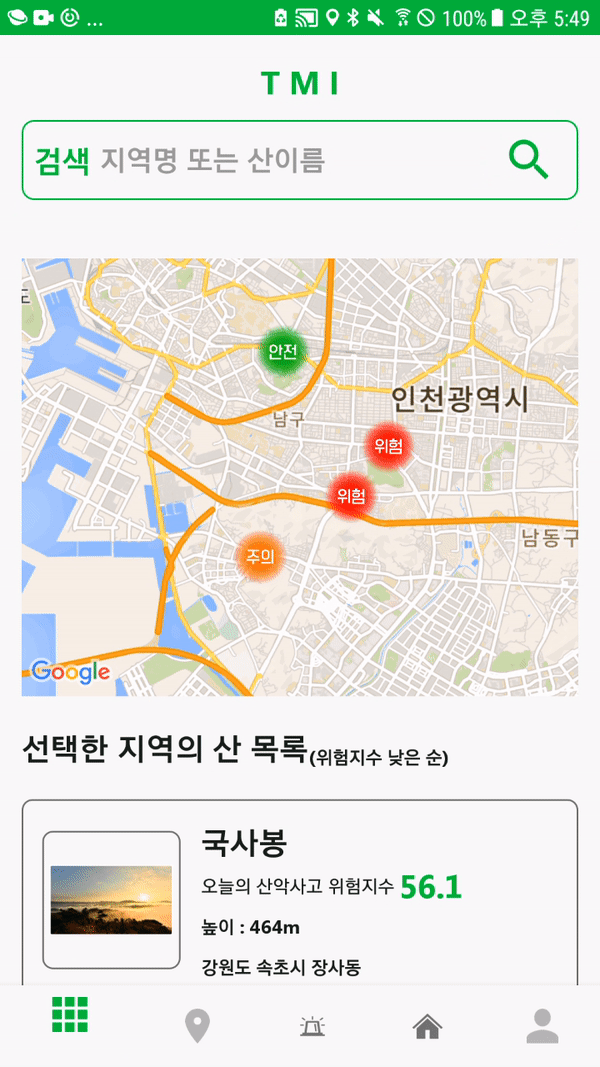 ... 100% 오후 5:49
TMI
검색 지역명 또는 산이름
도
안전
인천광역시
남구
위험
위험
남동구
주의
Google
선택한 지역의 산 목록(위험지수 낮은 순)
국사봉
오늘의 산악사고 위험지수 56.1
높이 : 464m
강원도 속초시 장사동